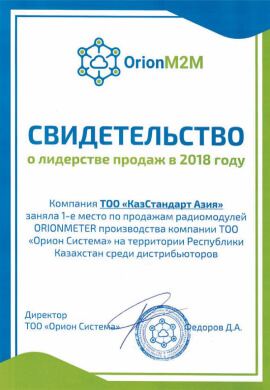 OrionM2M
СВИДЕТЕЛЬСТВО
о лидерстве продаж в 2018 году
Компания ТОО «КазСтандарт Азия»
заняла 1-е место по продажам радиомодулей
ORIONMETER производства компании ТОО
«Орион Система» на территории Республики
Казахстан среди дистрибьюторов
Директор
ТОО «Орион Система» Федоров Д.А.